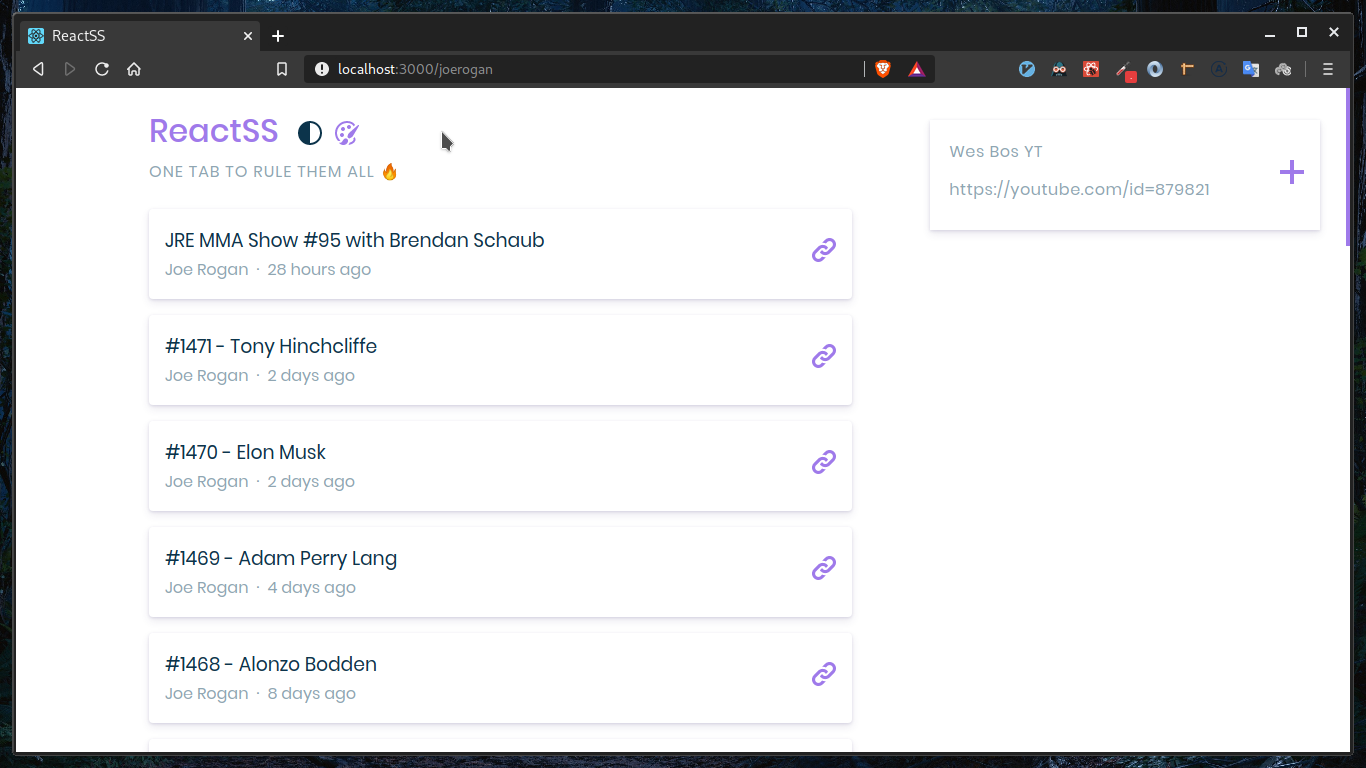 ReactSS
localhost:3000/joerogan
ReactSS
ONE TAB TO RULE THEM ALL 🔥
JRE MMA Show #95 with Brendan Schaub
Joe Rogan · 28 hours ago
#1471 - Tony Hinchcliffe
Joe Rogan · 2 days ago
#1470 - Elon Musk
Joe Rogan · 2 days ago
#1469 - Adam Perry Lang
Joe Rogan · 4 days ago
#1468 - Alonzo Bodden
Joe Rogan · 8 days ago
Wes Bos YT
https://youtube.com/id=879821